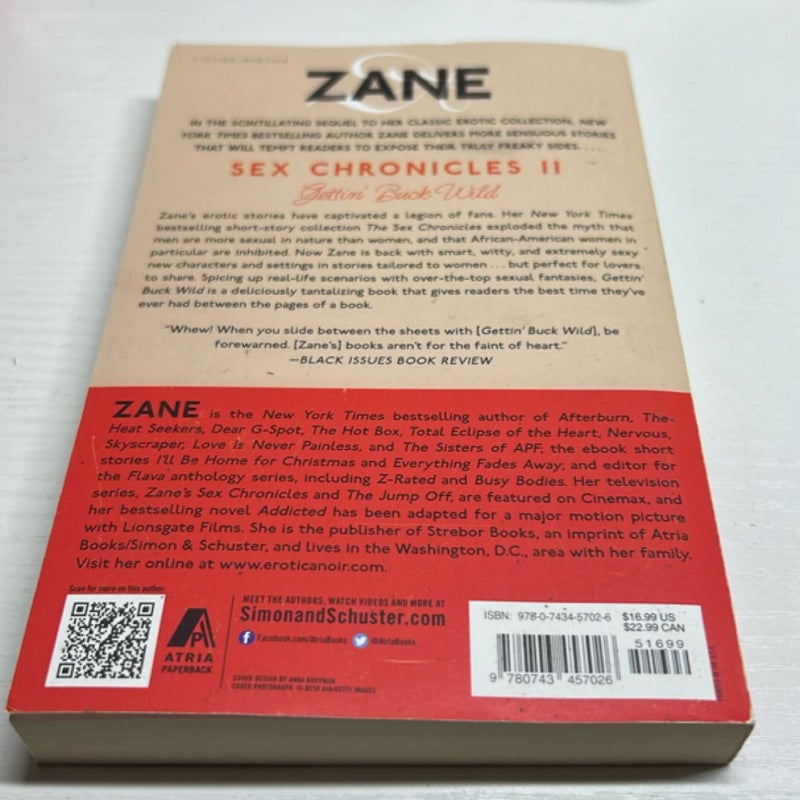 FICTION/EROTICA
ZANE
IN THE SCINTILLATING SEQUEL TO HER CLASSIC EROTIC COLLECTION, NEW
YORK TIMES BESTSELLING AUTHOR ZANE DELIVERS MORE SENSUOUS STORIES
THAT WILL TEMPT READERS TO EXPOSE THEIR TRULY FREAKY SIDES. . . .
SEX CHRONICLES II
Gettin' Buck Wild
Zane's erotic stories have captivated a legion of fans. Her New York Times
bestselling short-story collection The Sex Chronicles exploded the myth that
men are more sexual in nature than women, and that African-American women in
particular are inhibited. Now Zane is back with smart, witty, and extremely sexy
new characters and settings in stories tailored to women . . . but perfect for lovers
to share. Spicing up real-life scenarios with over-the-top sexual fantasies, Gettin'
Buck Wild is a deliciously tantalizing book that gives readers the best time they've
ever had between the pages of a book.
"Whew! When you slide between the sheets with [Gettin' Buck Wild], be
forewarned. [Zane's] books aren't for the faint of heart."
—BLACK ISSUES BOOK REVIEW
ZANE is the New York Times bestselling author of Afterburn, The
Heat Seekers, Dear G-Spot, The Hot Box, Total Eclipse of the Heart, Nervous,
Skyscraper, Love is Never Painless, and The Sisters of APF; the ebook short
stories I'll Be Home for Christmas and Everything Fades Away; and editor for
the Flava anthology series, including Z-Rated and Busy Bodies. Her television
series, Zane's Sex Chronicles and The Jump Off, are featured on Cinemax, and
her bestselling novel Addicted has been adapted for a major motion picture
with Lionsgate Films. She is the publisher of Strebor Books, an imprint of Atria
Books/Simon & Schuster, and lives in the Washington, D.C., area with her family.
Visit her online at www.eroticanoir.com.
Scan for more on this author.
AP
ATRIA
PAPERBACK
MEET THE AUTHORS, WATCH VIDEOS AND MORE AT
SimonandSchuster.com
f Facebook.com/AtriaBooks @AtriaBooks
COVER DESIGN BY ANNA DORFMAN
COVER PHOTOGRAPH © BETH AVI/GETTY IMAGES
ISBN: 978-0-7434-5702-6 $16.99 US
$22.99 CAN
51699
9 780743 457026